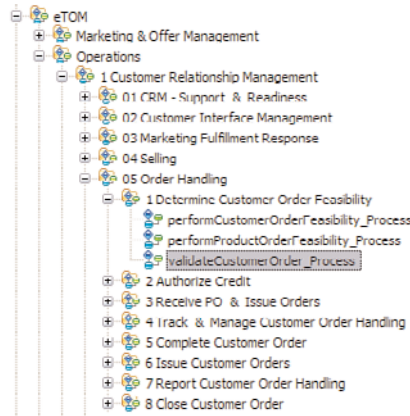 eTOM
Marketing & Offer Management
Operations
1 Customer Relationship Management
01 CRM - Support & Readiness
02 Customer Interface Management
03 Marketing Fulfillment Response
04 Selling
05 Order Handling
1 Determine Customer Order Feasibility
performCustomerOrderFeasibility_Process
performProductOrderFeasibility_Process
validateCustomerOrder_Process
2 Authorize Credit
3 Receive PO & Issue Orders
4 Track & Manage Customer Order Handling
5 Complete Customer Order
6 Issue Customer Orders
7 Report Customer Order Handling
8 Close Customer Order